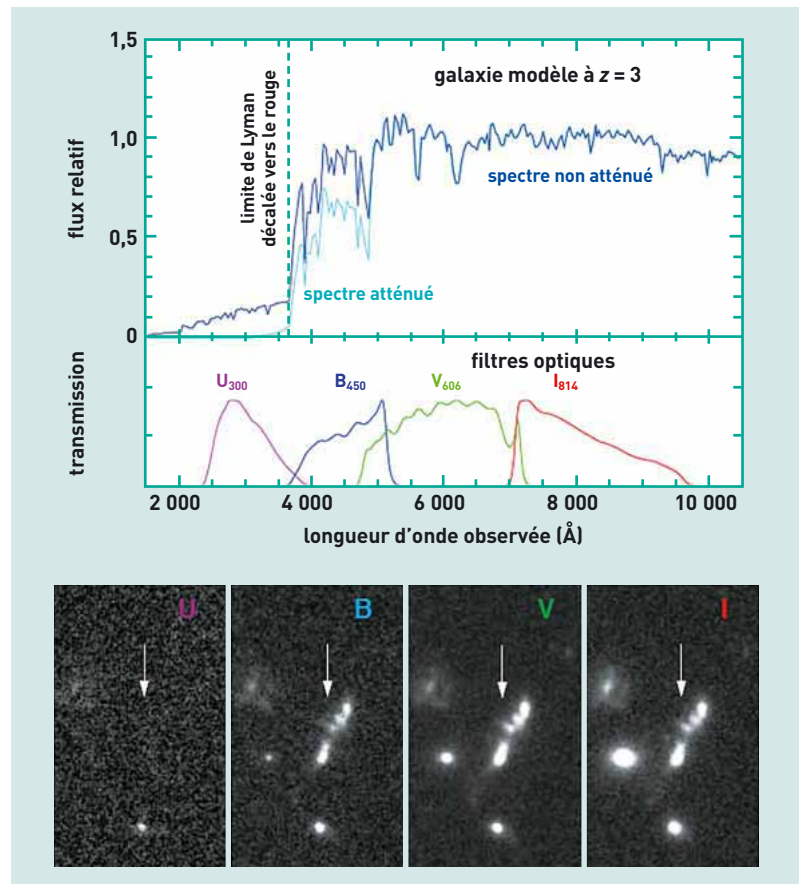 1,5
1,0
0,5
0
flux relatif
limite de Lyman
décalée vers le rouge
galaxie modèle à z = 3
spectre non atténué
spectre atténué
transmission
filtres optiques
U300
B450
V606
I814
2 000
4 000
6 000
8 000
10 000
longueur d'onde observée (Å)
U
B
V
I